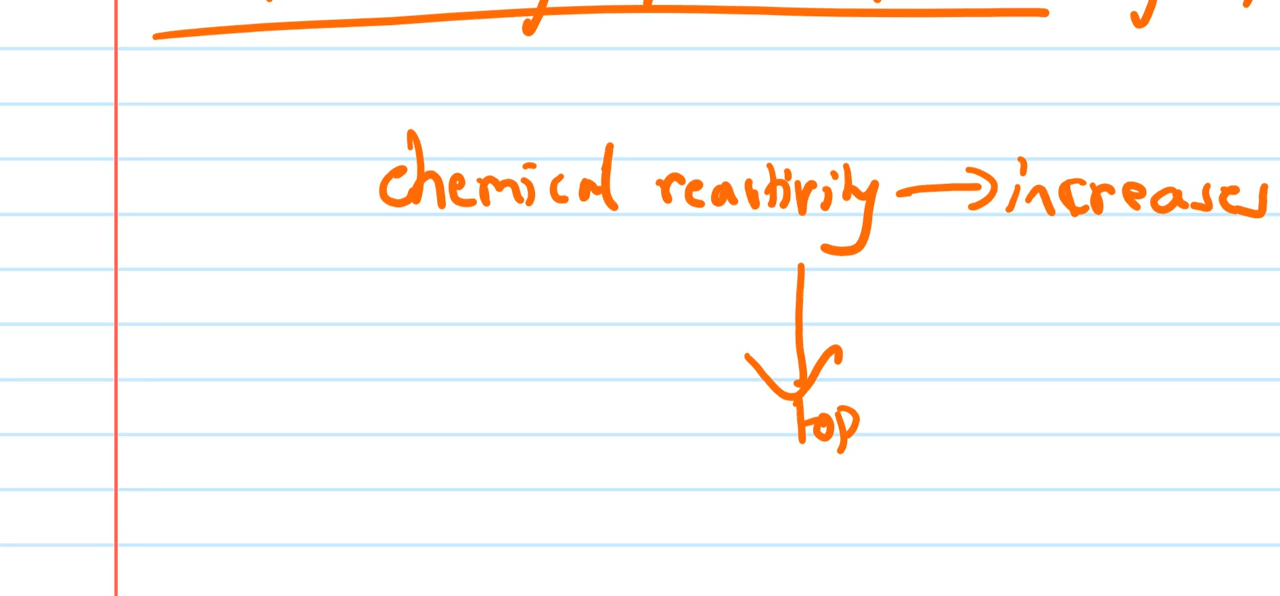 chemical reactivity → increases
↓
top